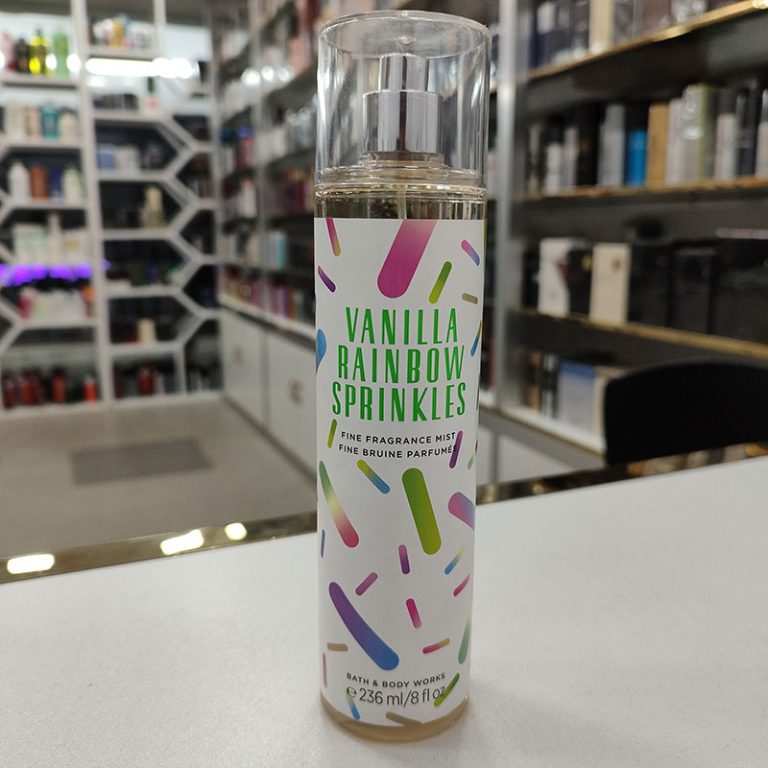 VANILLA
RAINBOW
SPRINKLES
FINE FRAGRANCE MIST
FINE BRUINE PARFUMÉE
BATH & BODY WORKS
℮ 236 ml/8 fl oz